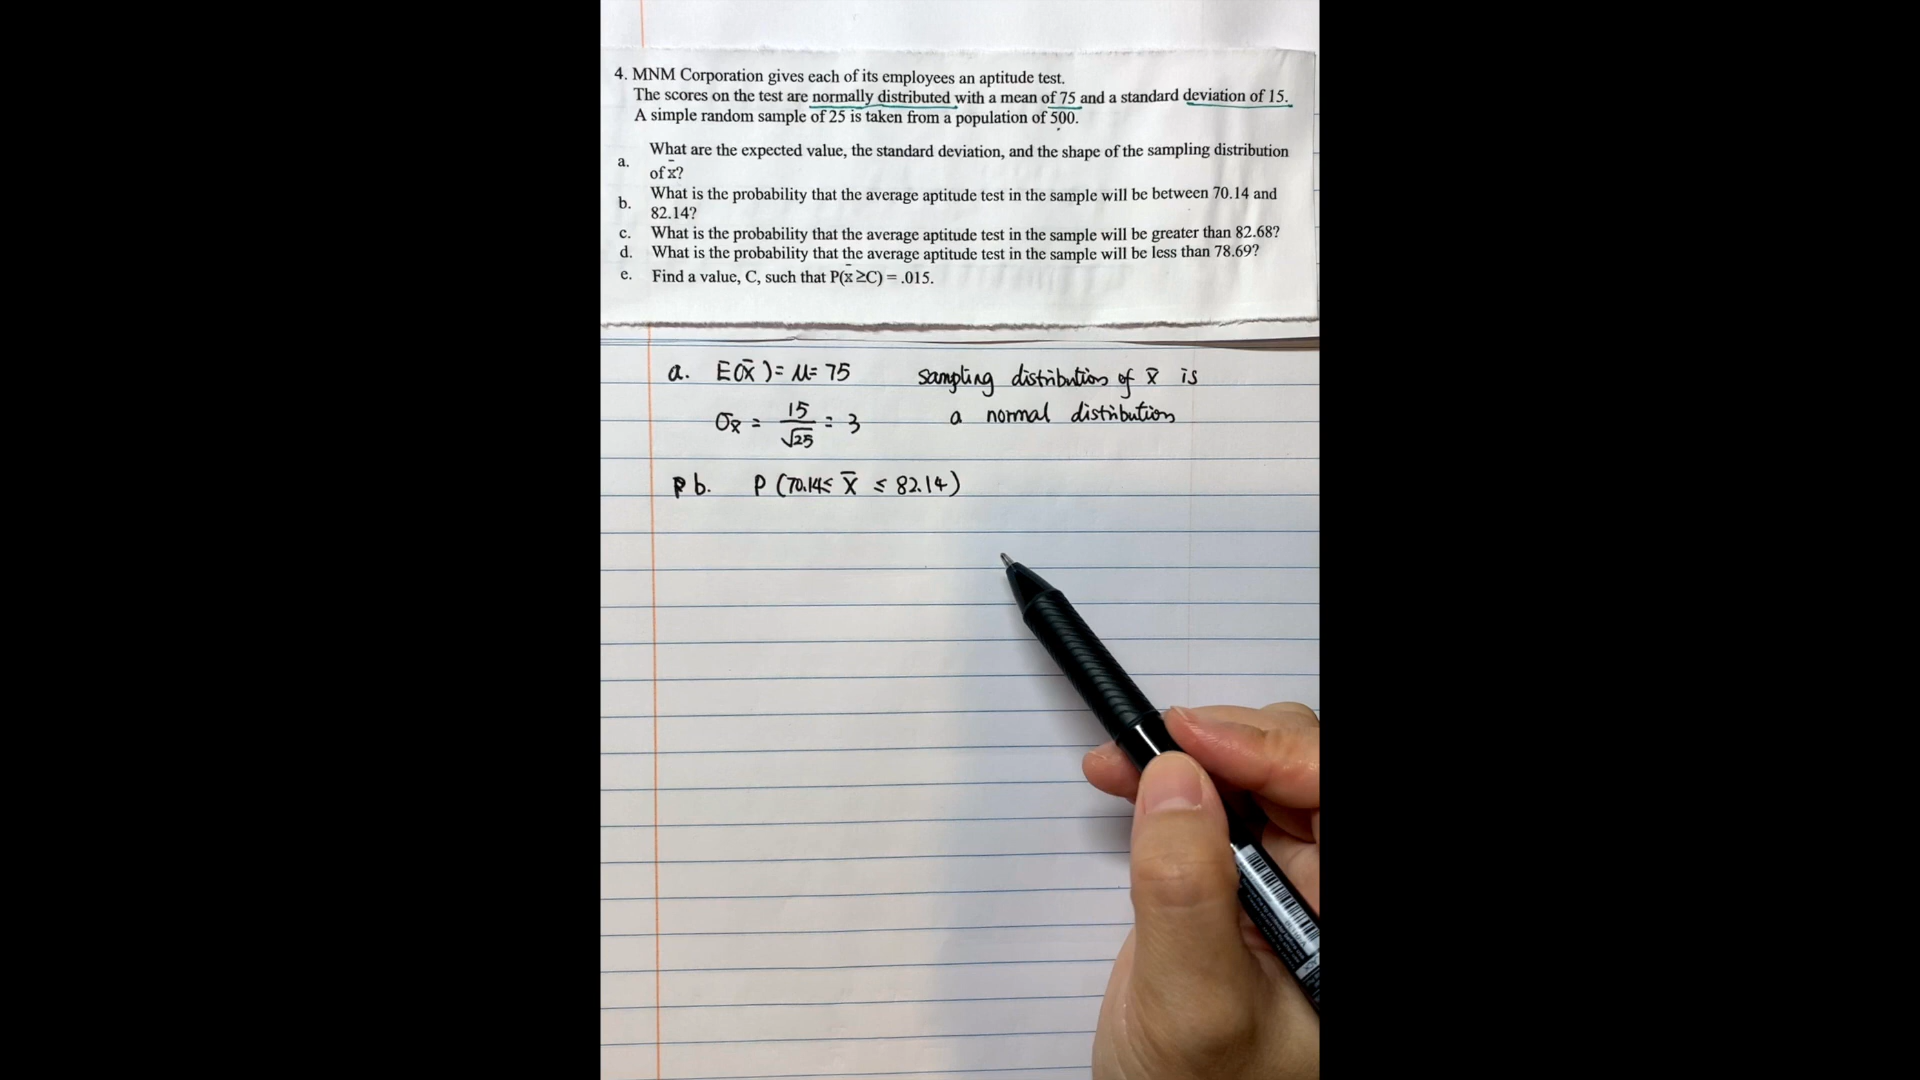 4. MNM Corporation gives each of its employees an aptitude test.
The scores on the test are normally distributed with a mean of 75 and a standard deviation of 15.
A simple random sample of 25 is taken from a population of 500.
a. What are the expected value, the standard deviation, and the shape of the sampling distribution
of x̄?
b. What is the probability that the average aptitude test in the sample will be between 70.14 and
82.14?
c. What is the probability that the average aptitude test in the sample will be greater than 82.68?
d. What is the probability that the average aptitude test in the sample will be less than 78.69?
e. Find a value, C, such that P(x̄ ≥C) = .015.
a. E(x̄) = μ = 75
sampling distribution of x̄ is
a normal distribution
σx̄ = 15/√25 = 3
b. P (70.14 ≤ x̄ ≤ 82.14)